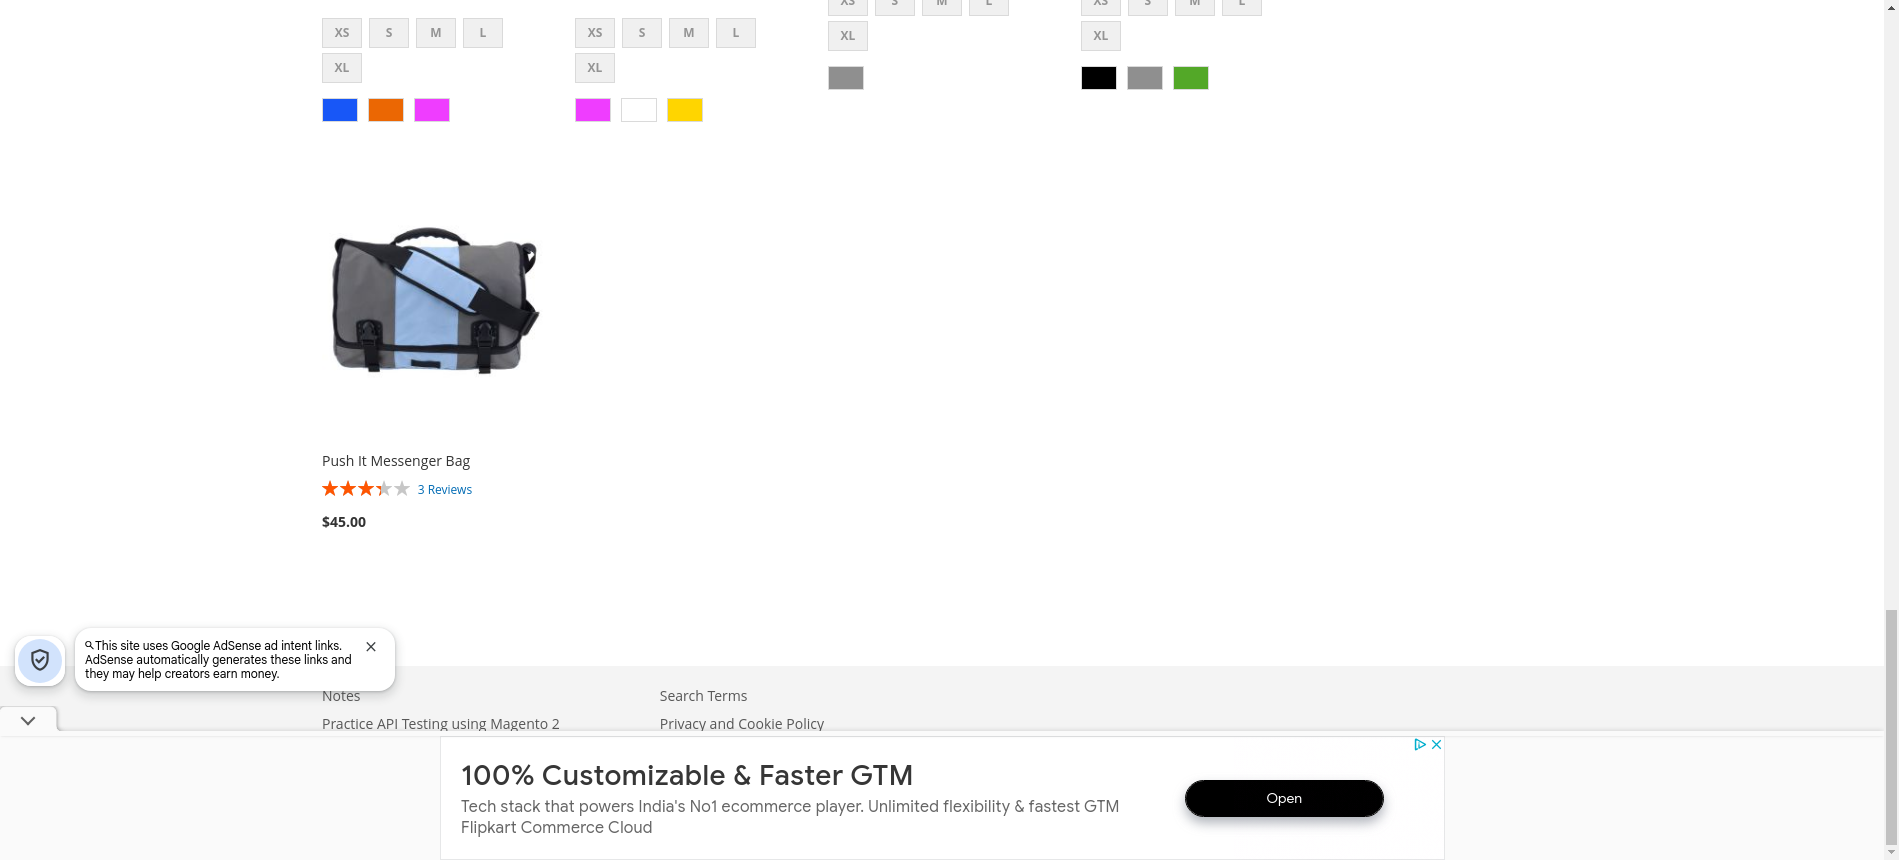 XS S M L
XS S M L
XS S M L
XS S M L
XL
XL
XL
XL
Push It Messenger Bag
3 Reviews
$45.00
This site uses Google AdSense ad intent links.
AdSense automatically generates these links and
they may help creators earn money.
Notes
Search Terms
Practice API Testing using Magento 2
Privacy and Cookie Policy
100% Customizable & Faster GTM
Tech stack that powers India's No1 ecommerce player. Unlimited flexibility & fastest GTM
Flipkart Commerce Cloud
Open